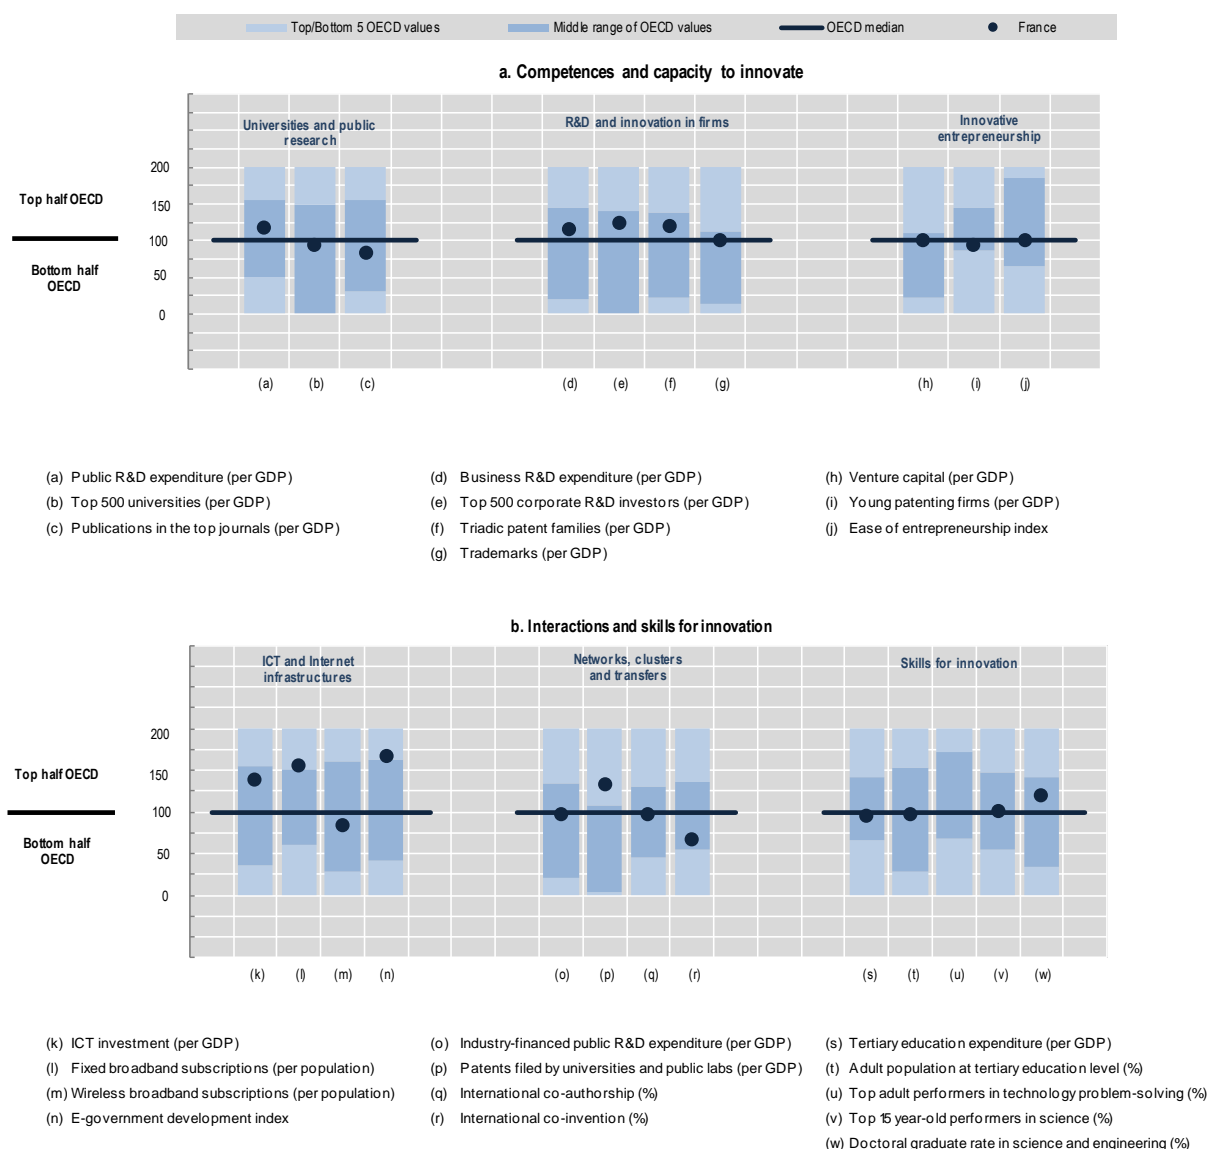 Top/Bottom 5 OECD values Middle range of OECD values OECD median France
a. Competences and capacity to innovate
Universities and public
research
R&D and innovation in firms
Innovative
entrepreneurship
200
150
100
50
0
Top half OECD
Bottom half
OECD
(a) (b) (c) (d) (e) (f) (g) (h) (i) (j)
(a) Public R&D expenditure (per GDP)
(b) Top 500 universities (per GDP)
(c) Publications in the top journals (per GDP)
(d) Business R&D expenditure (per GDP)
(e) Top 500 corporate R&D investors (per GDP)
(f) Triadic patent families (per GDP)
(g) Trademarks (per GDP)
(h) Venture capital (per GDP)
(i) Young patenting firms (per GDP)
(j) Ease of entrepreneurship index
b. Interactions and skills for innovation
ICT and Internet
infrastructures
Networks, clusters
and transfers
Skills for innovation
200
150
100
50
0
Top half OECD
Bottom half
OECD
(k) (l) (m) (n) (o) (p) (q) (r) (s) (t) (u) (v) (w)
(k) ICT investment (per GDP)
(l) Fixed broadband subscriptions (per population)
(m) Wireless broadband subscriptions (per population)
(n) E-government development index
(o) Industry-financed public R&D expenditure (per GDP)
(p) Patents filed by universities and public labs (per GDP)
(q) International co-authorship (%)
(r) International co-invention (%)
(s) Tertiary education expenditure (per GDP)
(t) Adult population at tertiary education level (%)
(u) Top adult performers in technology problem-solving (%)
(v) Top 15 year-old performers in science (%)
(w) Doctoral graduate rate in science and engineering (%)